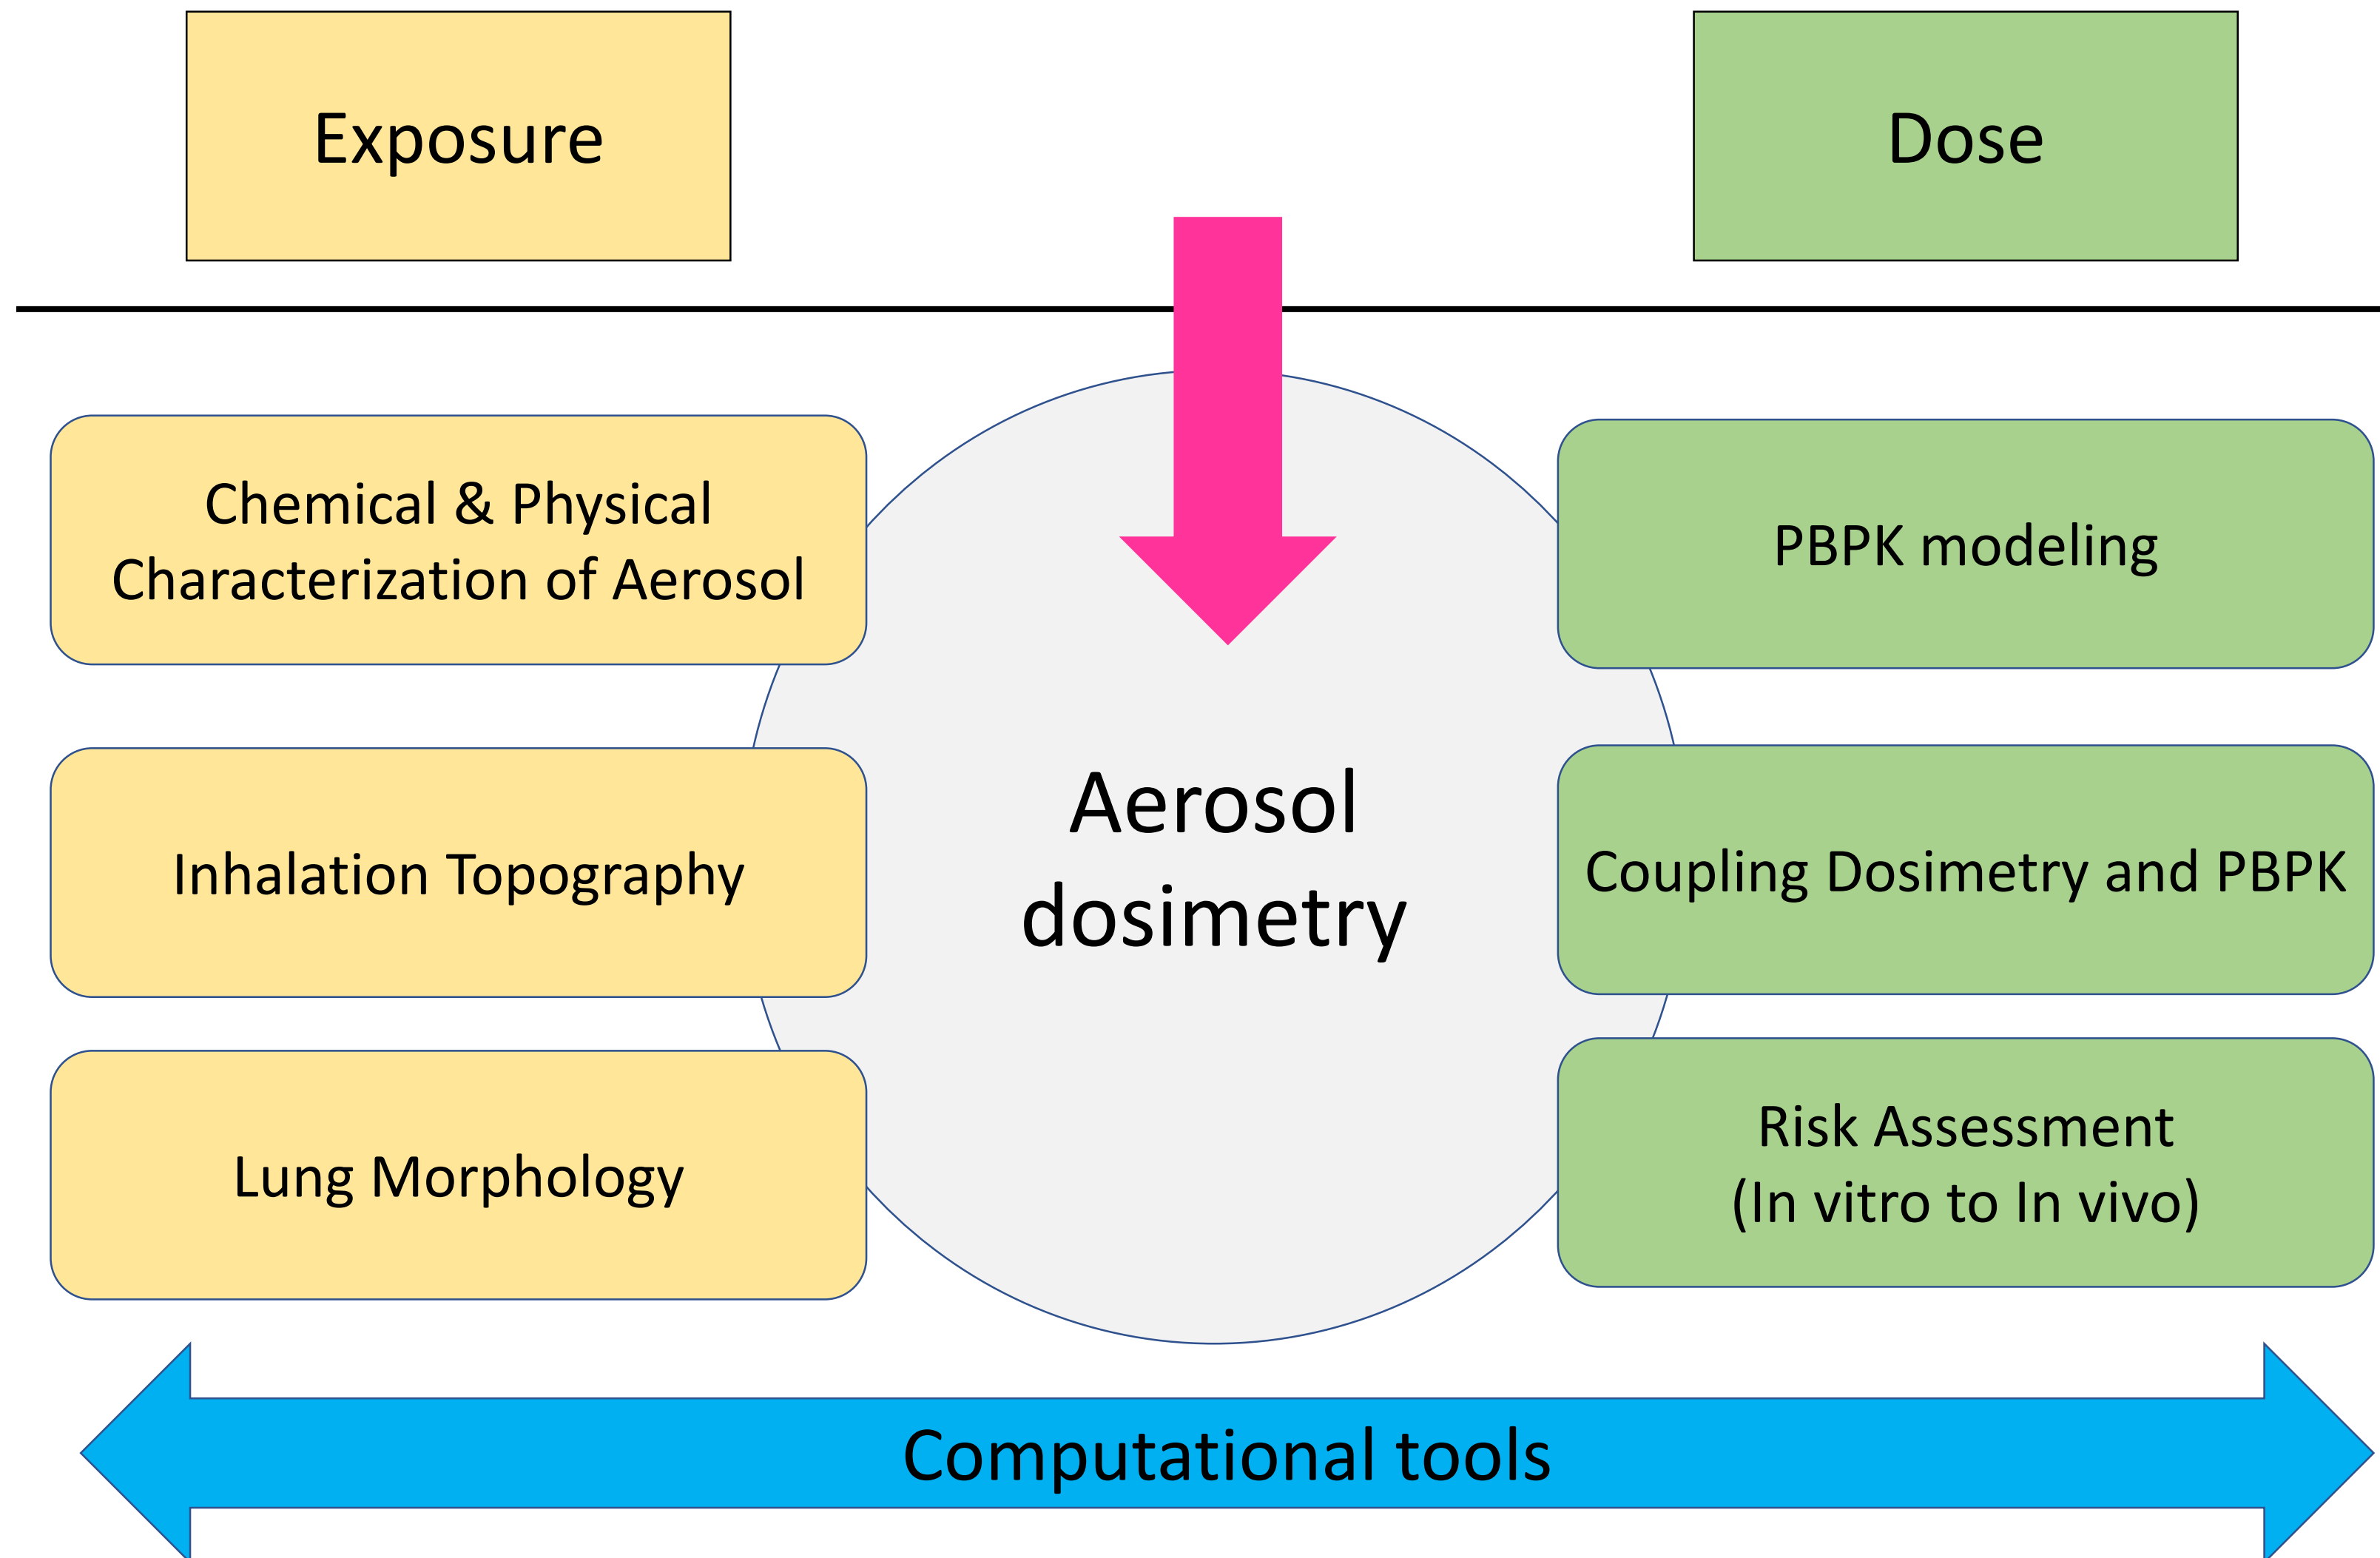 Exposure
Dose
Chemical & Physical
Characterization of Aerosol
Inhalation Topography
Lung Morphology
Aerosol
dosimetry
PBPK modeling
Coupling Dosimetry and PBPK
Risk Assessment
(In vitro to In vivo)
Computational tools